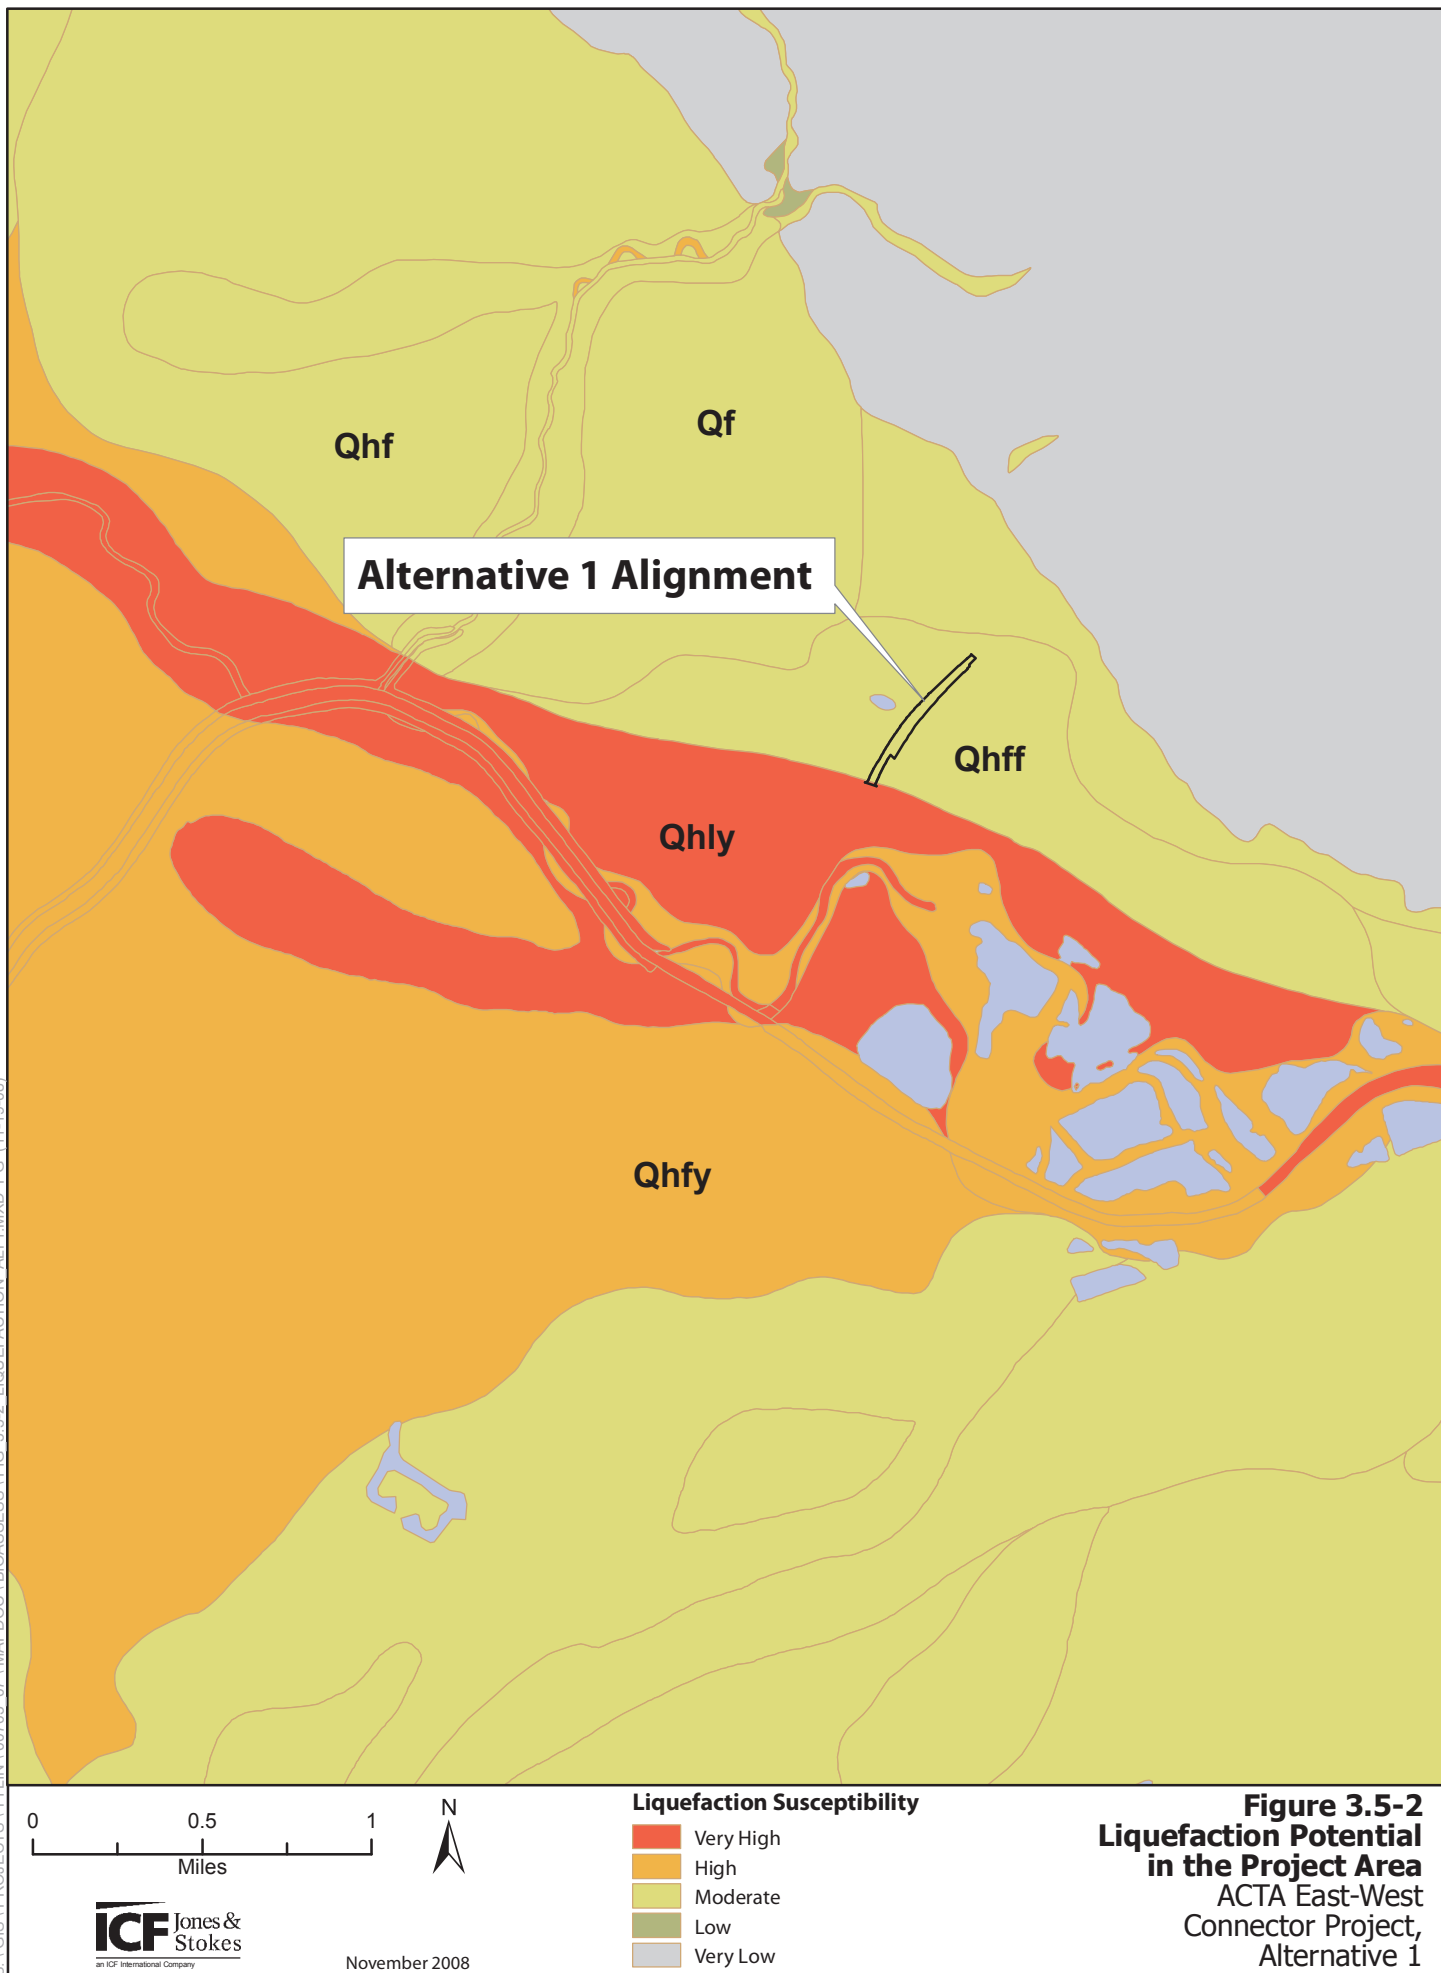 Qhf
Qf
Alternative 1 Alignment
Qhff
Qhly
Qhfy
0 0.5 1
Miles
N
Liquefaction Susceptibility
Very High
High
Moderate
Low
Very Low
Figure 3.5-2
Liquefaction Potential
in the Project Area
ACTA East-West
Connector Project,
Alternative 1
ICF Jones &
Stokes
an ICF International Company
November 2008